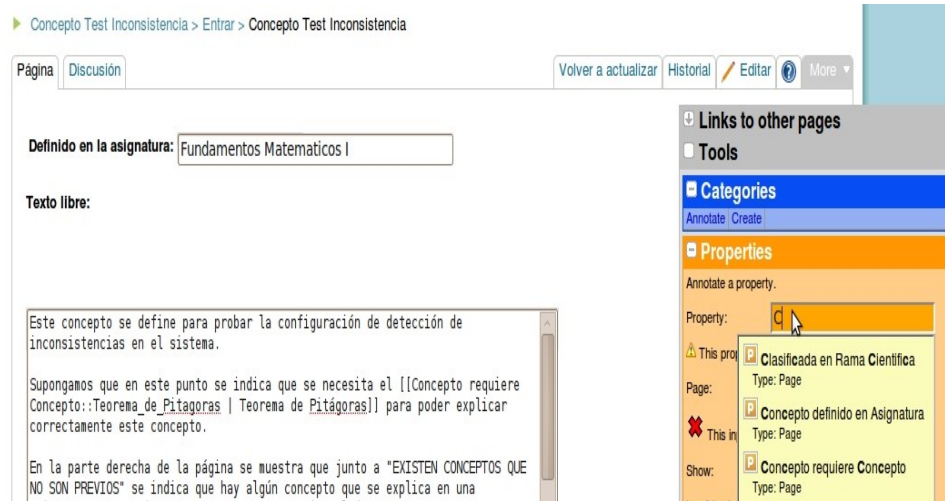 Concepto Test Inconsistencia > Entrar > Concepto Test Inconsistencia
Página Discusión Volver a actualizar Historial Editar More
Links to other pages
Tools
Definido en la asignatura: Fundamentos Matematicos I
Texto libre:
Categories
Annotate Create
Properties
Annotate a property.
Property: C
This prop
Page:
This in
Show:
Clasificada en Rama Cientifica
Type: Page
Concepto definido en Asignatura
Type: Page
Concepto requiere Concepto
Type: Page
Este concepto se define para probar la configuración de detección de
inconsistencias en el sistema.
Supongamos que en este punto se indica que se necesita el [[Concepto requiere
Concepto::Teorema_de_Pitagoras | Teorema de Pitágoras]] para poder explicar
correctamente este concepto.
En la parte derecha de la página se muestra que junto a "EXISTEN CONCEPTOS QUE
NO SON PREVIOS" se indica que hay algún concepto que se explica en una